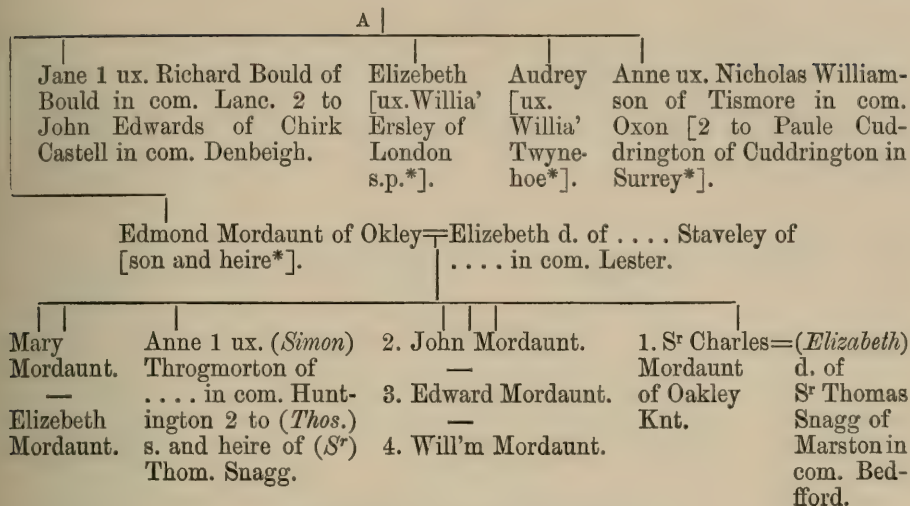 A
Jane 1 ux. Richard Bould of
Bould in com. Lanc. 2 to
John Edwards of Chirk
Castell in com. Denbeigh.
Elizebeth
[ux.Willia’
Ersley of
London
s.p.*].
Audrey
[ux.
Willia’
Twyne-
hoe*].
Anne ux. Nicholas William-
son of Tismore in com.
Oxon [2 to Paule Cud-
drington of Cuddrington in
Surrey*].
Edmond Mordaunt of Okley
[son and heire*].
Elizebeth d. of . . . . Staveley of
. . . . in com. Lester.
Mary
Mordaunt.
—
Elizebeth
Mordaunt.
Anne 1 ux. (Simon)
Throgmorton of
. . . . in com. Hunt-
ington 2 to (Thos.)
s. and heire of (Sʳ)
Thom. Snagg.
2. John Mordaunt.
—
3. Edward Mordaunt.
—
4. Will’m Mordaunt.
1. Sʳ Charles
Mordaunt
of Oakley
Knt.
=(Elizabeth)
d. of
Sʳ Thomas
Snagg of
Marston in
com. Bed-
fford.